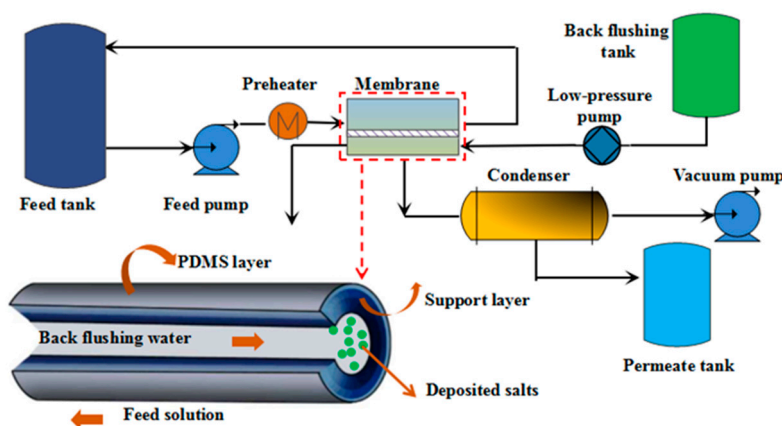 Back flushing
tank
Preheater
Membrane
Low-pressure
pump
Feed tank
Feed pump
Condenser
Vacuum pump
PDMS layer
Support layer
Back flushing water
Permeate tank
Deposited salts
Feed solution